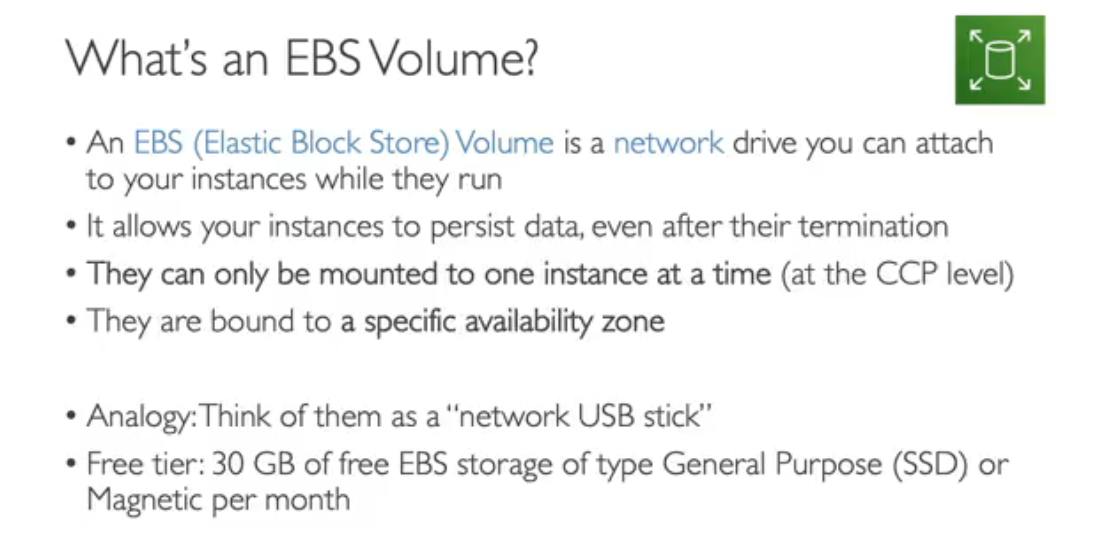 What's an EBS Volume?
• An EBS (Elastic Block Store) Volume is a network drive you can attach
to your instances while they run
• It allows your instances to persist data, even after their termination
• They can only be mounted to one instance at a time (at the CCP level)
• They are bound to a specific availability zone
• Analogy: Think of them as a “network USB stick”
• Free tier: 30 GB of free EBS storage of type General Purpose (SSD) or
Magnetic per month